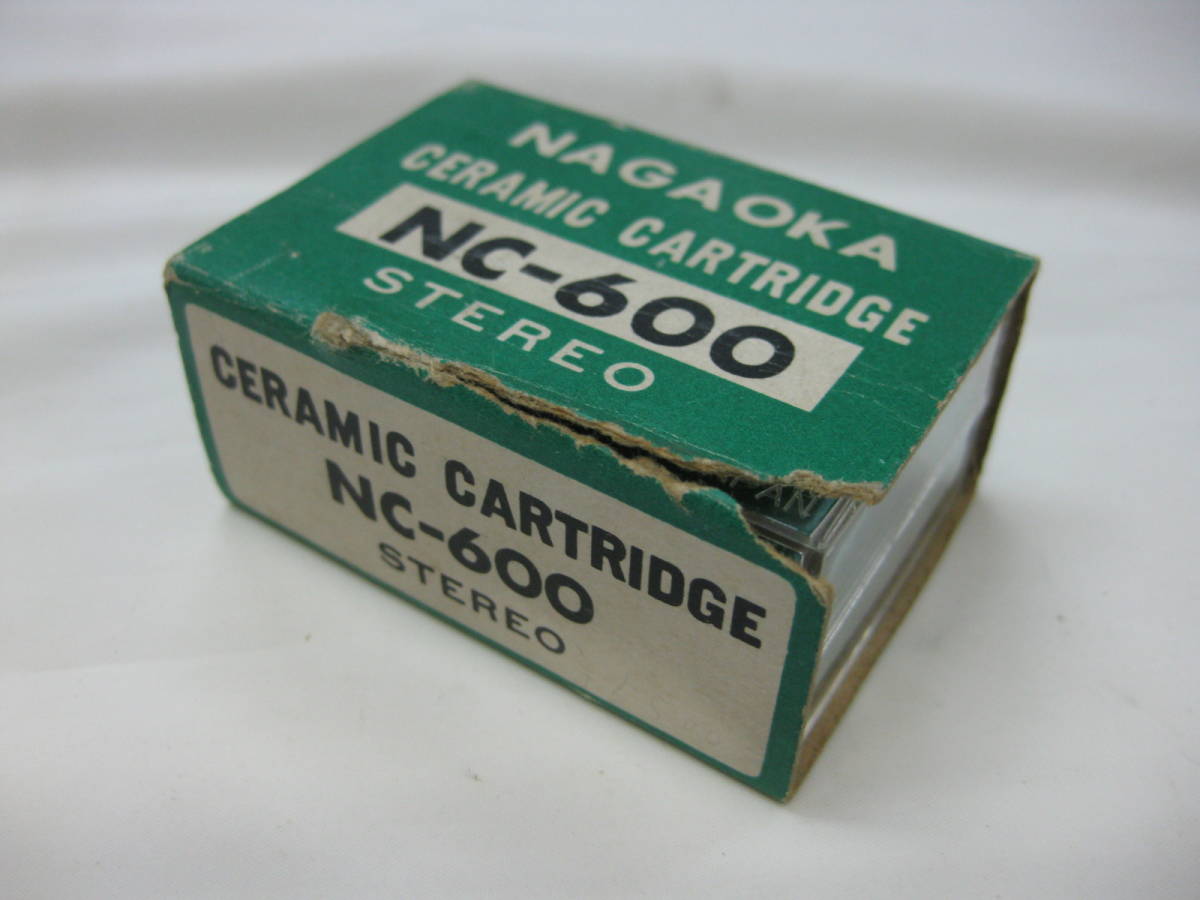 NAGAOKA
CERAMIC CARTRIDGE
NC-600
STEREO
CERAMIC CARTRIDGE
NC-600
STEREO